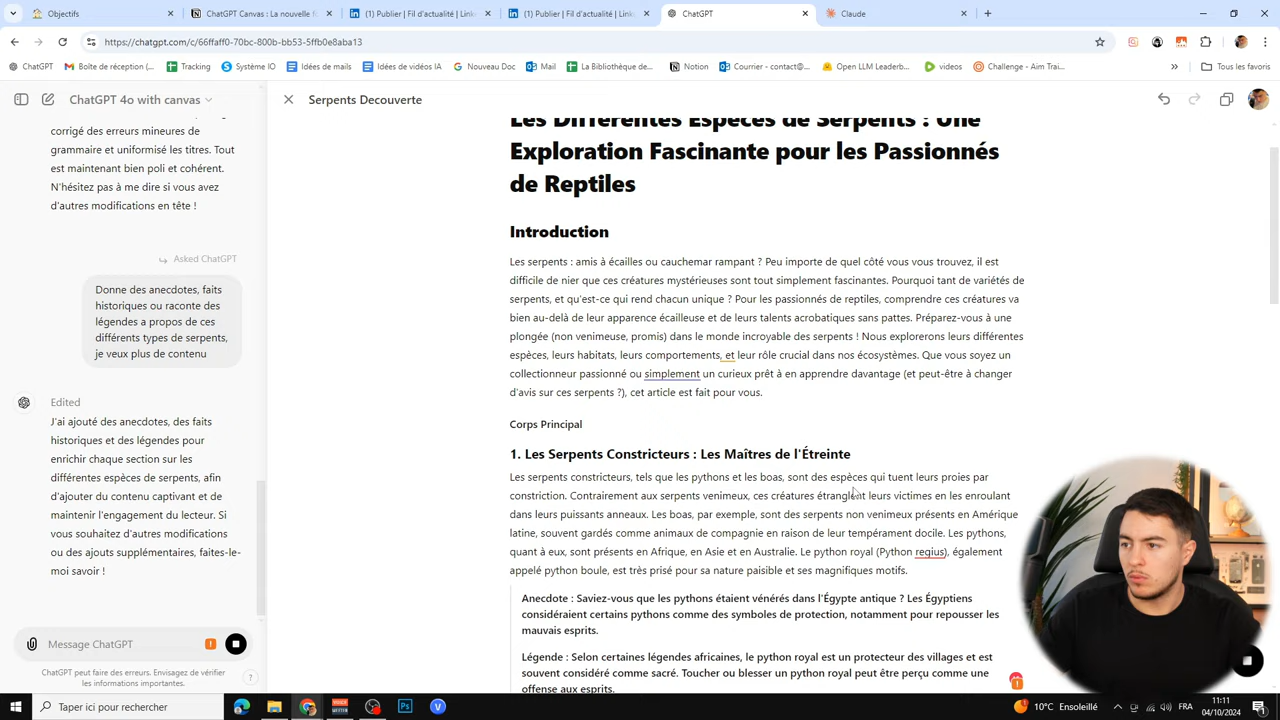 Objectifs
ChatGPT Canvas : La nouvelle f
(1) Publier | Fil d'actualité | Link
(1) Publier | Fil d'actualité | Link
ChatGPT
Claude
https://chatgpt.com/c/66ffaff0-70bc-800b-bb53-5ffb0e8aba13
ChatGPT
Boîte de réception (...
Tracking
Système IO
Idées de mails
Idées de vidéos IA
Nouveau Doc
Mail
La Bibliothèque de...
Notion
Courrier - contact@...
Open LLM Leaderb...
videos
Challenge - Aim Trai...
»
Tous les favoris
ChatGPT 4o with canvas
corrigé des erreurs mineures de
grammaire et uniformisé les titres. Tout
est maintenant bien poli et cohérent.
N'hésitez pas à me dire si vous avez
d'autres modifications en tête !
Asked ChatGPT
Donne des anecdotes, faits
historiques ou raconte des
légendes a propos de ces
différents types de serpents,
je veux plus de contenu
Edited
J'ai ajouté des anecdotes, des faits
historiques et des légendes pour
enrichir chaque section sur les
différentes espèces de serpents, afin
d'ajouter du contenu captivant et de
maintenir l'engagement du lecteur. Si
vous souhaitez d'autres modifications
ou des ajouts supplémentaires, faites-le-
moi savoir !
Message ChatGPT
ChatGPT peut faire des erreurs. Envisagez de vérifier
les informations importantes.
?
Serpents Decouverte
Les Différentes Espèces de Serpents : Une
Exploration Fascinante pour les Passionnés
de Reptiles
Introduction
Les serpents : amis à écailles ou cauchemar rampant ? Peu importe de quel côté vous vous trouvez, il est
difficile de nier que ces créatures mystérieuses sont tout simplement fascinantes. Pourquoi tant de variétés de
serpents, et qu'est-ce qui rend chacun unique ? Pour les passionnés de reptiles, comprendre ces créatures va
bien au-delà de leur apparence écailleuse et de leurs talents acrobatiques sans pattes. Préparez-vous à une
plongée (non venimeuse, promis) dans le monde incroyable des serpents ! Nous explorerons leurs différentes
espèces, leurs habitats, leurs comportements, et leur rôle crucial dans nos écosystèmes. Que vous soyez un
collectionneur passionné ou simplement un curieux prêt à en apprendre davantage (et peut-être à changer
d'avis sur ces serpents ?), cet article est fait pour vous.
Corps Principal
1. Les Serpents Constricteurs : Les Maîtres de l'Étreinte
Les serpents constricteurs, tels que les pythons et les boas, sont des espèces qui tuent leurs proies par
constriction. Contrairement aux serpents venimeux, ces créatures étranglent leurs victimes en les enroulant
dans leurs puissants anneaux. Les boas, par exemple, sont des serpents non venimeux présents en Amérique
latine, souvent gardés comme animaux de compagnie en raison de leur tempérament docile. Les pythons,
quant à eux, sont présents en Afrique, en Asie et en Australie. Le python royal (Python regius), également
appelé python boule, est très prisé pour sa nature paisible et ses magnifiques motifs.
Anecdote : Saviez-vous que les pythons étaient vénérés dans l'Égypte antique ? Les Égyptiens
considéraient certains pythons comme des symboles de protection, notamment pour repousser les
mauvais esprits.
Légende : Selon certaines légendes africaines, le python royal est un protecteur des villages et est
souvent considéré comme sacré. Toucher ou blesser un python royal peut être perçu comme une
offense aux esprits.
Taper ici pour rechercher
Ps
10°C Ensoleillé
FRA
11:11
04/10/2024